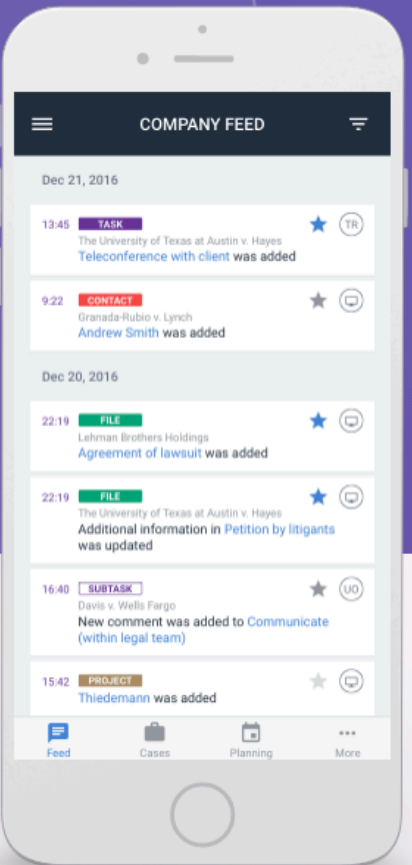 COMPANY FEED
Dec 21, 2016
13:45 TASK TR
The University of Texas at Austin v. Hayes
Teleconference with client was added
9:22 CONTACT
Granada-Rubio v. Lynch
Andrew Smith was added
Dec 20, 2016
22:19 FILE
Lehman Brothers Holdings
Agreement of lawsuit was added
22:19 FILE
The University of Texas at Austin v. Hayes
Additional information in Petition by litigants
was updated
16:40 SUBTASK UO
Davis v. Wells Fargo
New comment was added to Communicate
(within legal team)
15:42 PROJECT
Thiedemann was added
Feed Cases Planning More